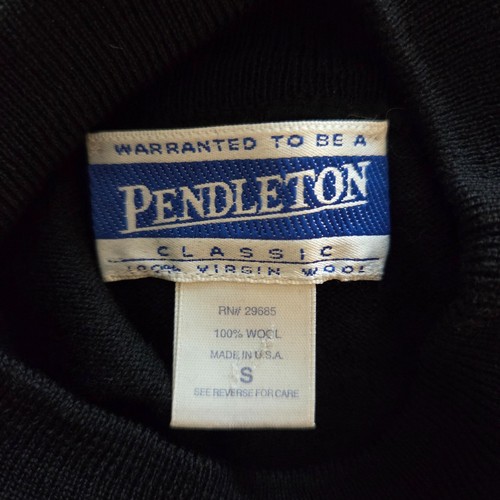 WARRANTED TO BE A
PENDLETON
CLASSIC
100% VIRGIN WOOL
RN# 29685
100% WOOL
MADE IN U.S.A.
S
SEE REVERSE FOR CARE